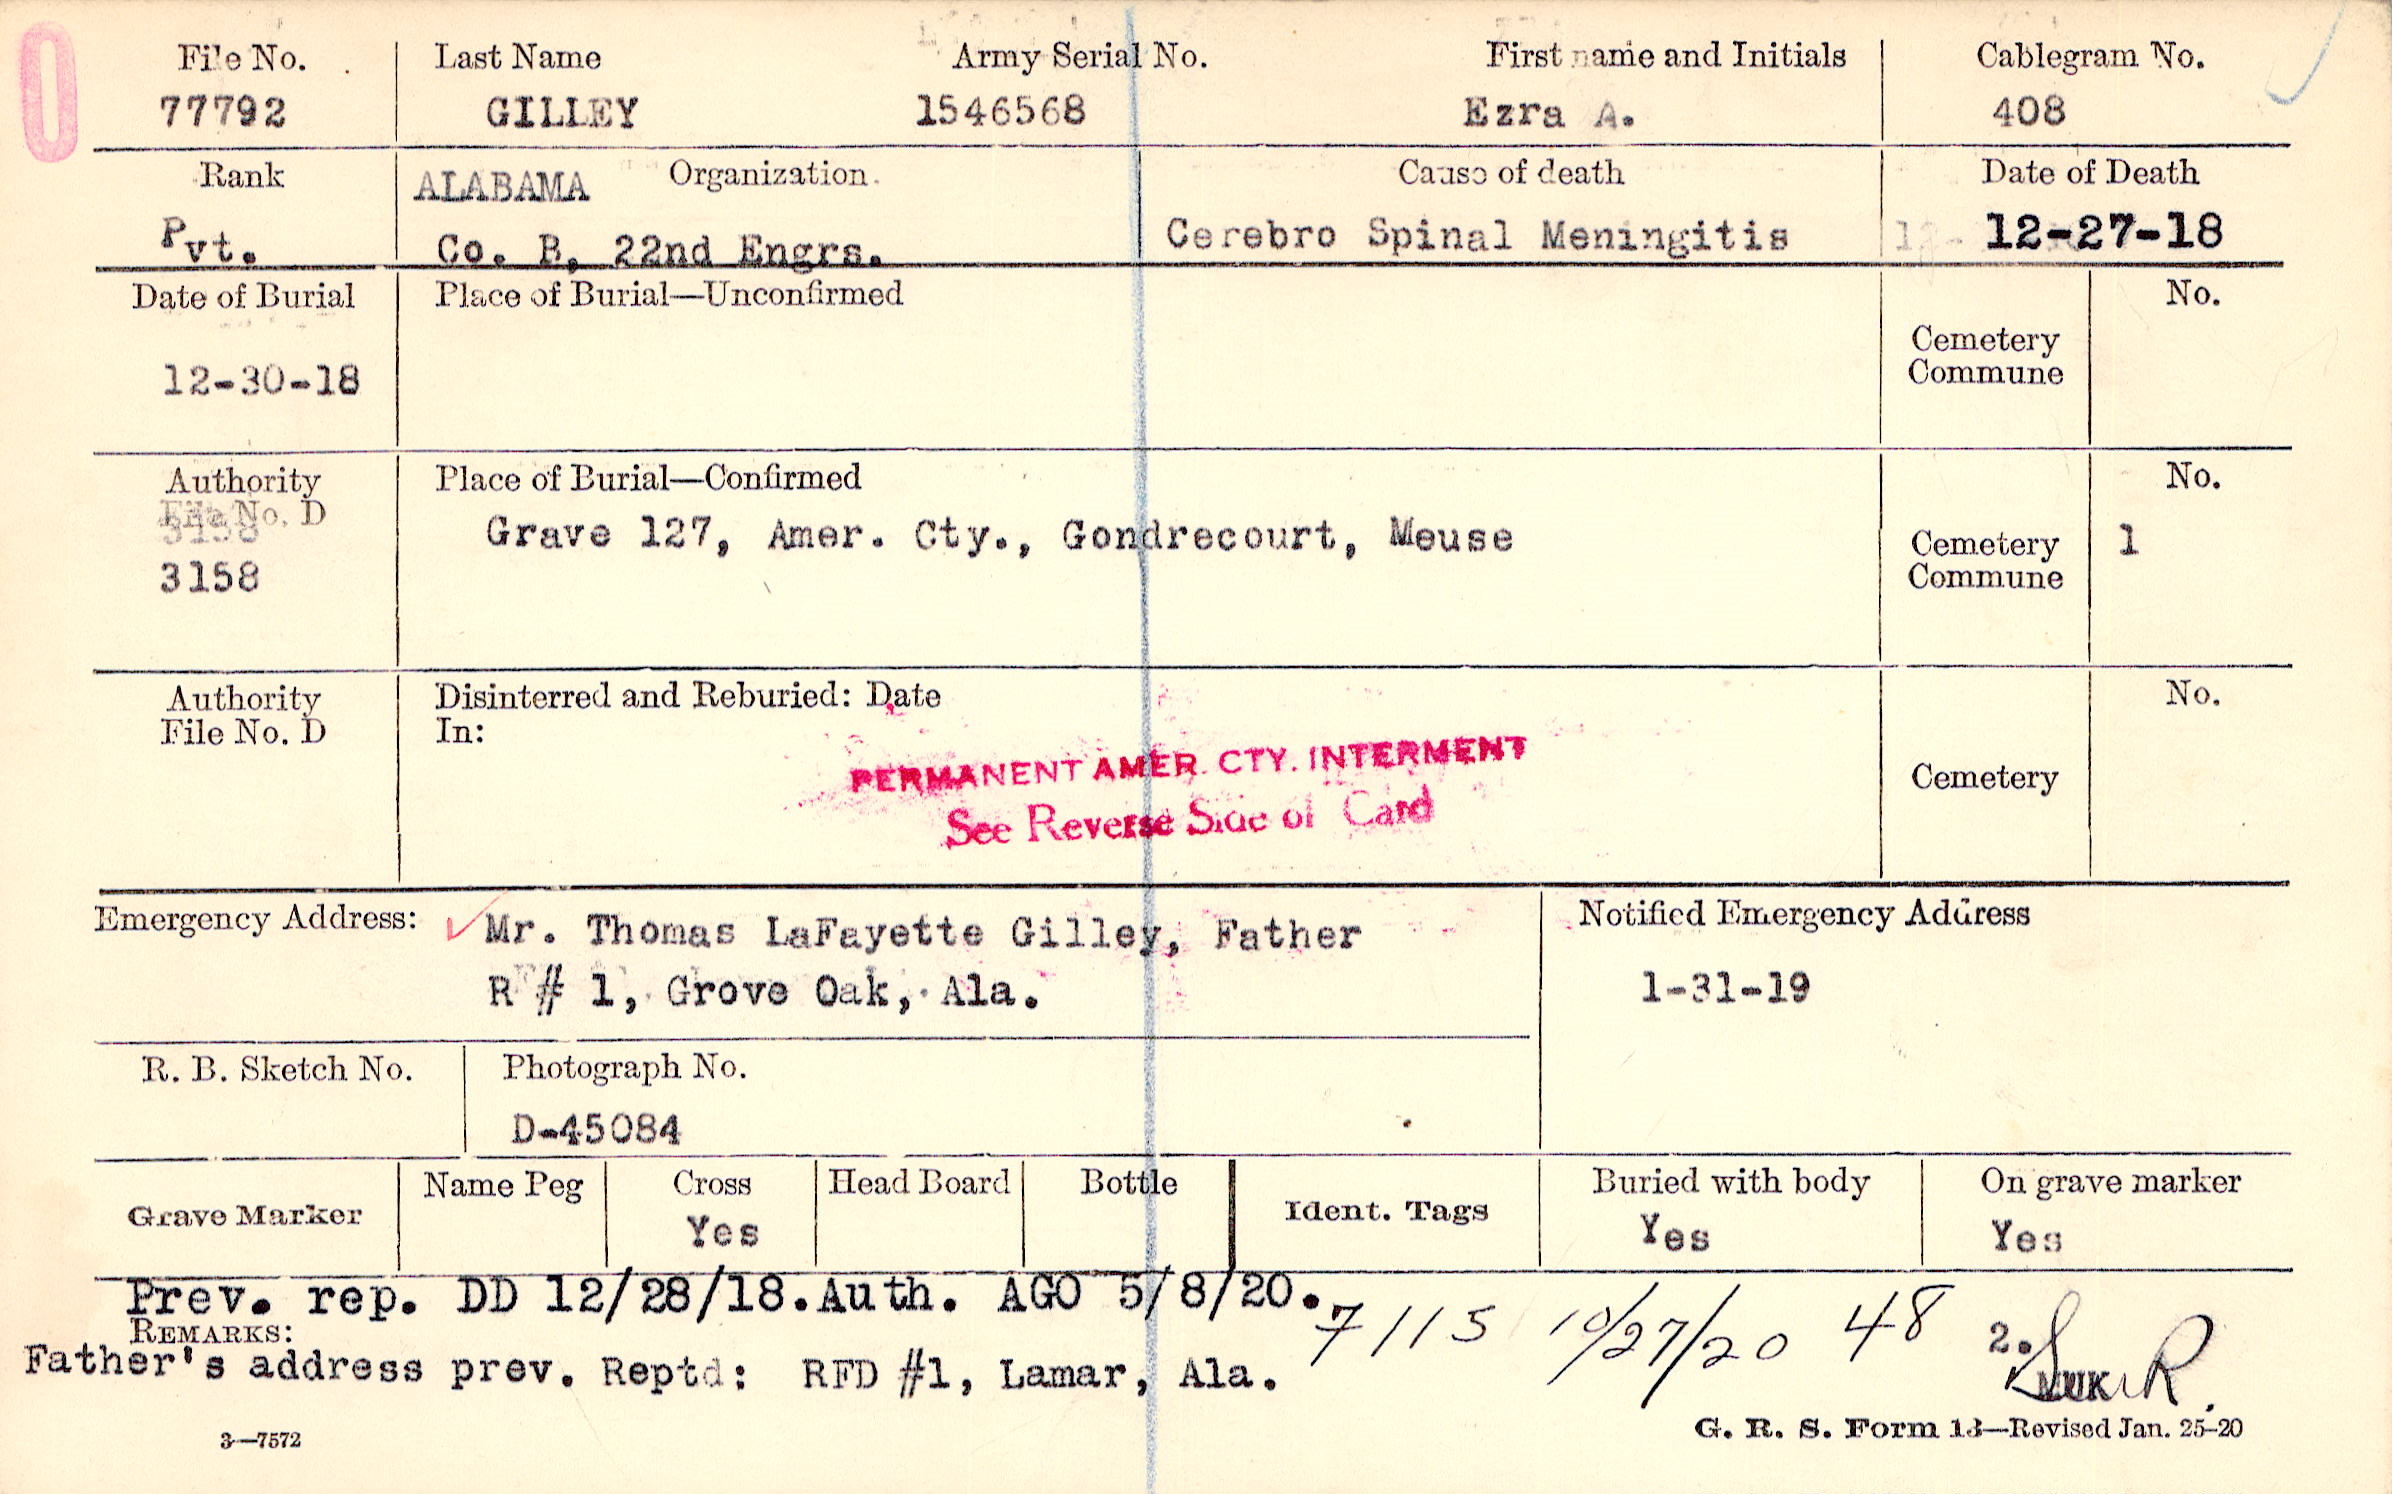 File No. Last Name Army Serial No. First name and Initials Cablegram No.
77792 GILLEY 1546568 Ezra A. 408
Rank ALABAMA Organization Cause of death Date of Death
Pvt. Co. B, 22nd Engrs. Cerebro Spinal Meningitis 12-27-18
Date of Burial Place of Burial—Unconfirmed No.
12-30-18 Cemetery
Commune
Authority Place of Burial—Confirmed No.
File No. D
3158
Grave 127, Amer. Cty., Gondrecourt, Meuse Cemetery 1
3158 Commune
Authority Disinterred and Reburied: Date No.
File No. D In:
PERMANENT AMER. CTY. INTERMENT
Cemetery
See Reverse Side of Card
Emergency Address: Mr. Thomas LaFayette Gilley, Father Notified Emergency Address
R # 1, Grove Oak, Ala. 1-31-19
R. B. Sketch No. Photograph No.
D-45084
Grave Marker Name Peg Cross Head Board Bottle Ident. Tags Buried with body On grave marker
Yes Yes Yes
Prev. rep. DD 12/28/18. Auth. AGO 5/8/20. 7115 10/27/20 48 2.
REMARKS:
Father's address prev. Reptd: RFD #1, Lamar, Ala.
3—7572 G. R. S. Form 13—Revised Jan. 25-20